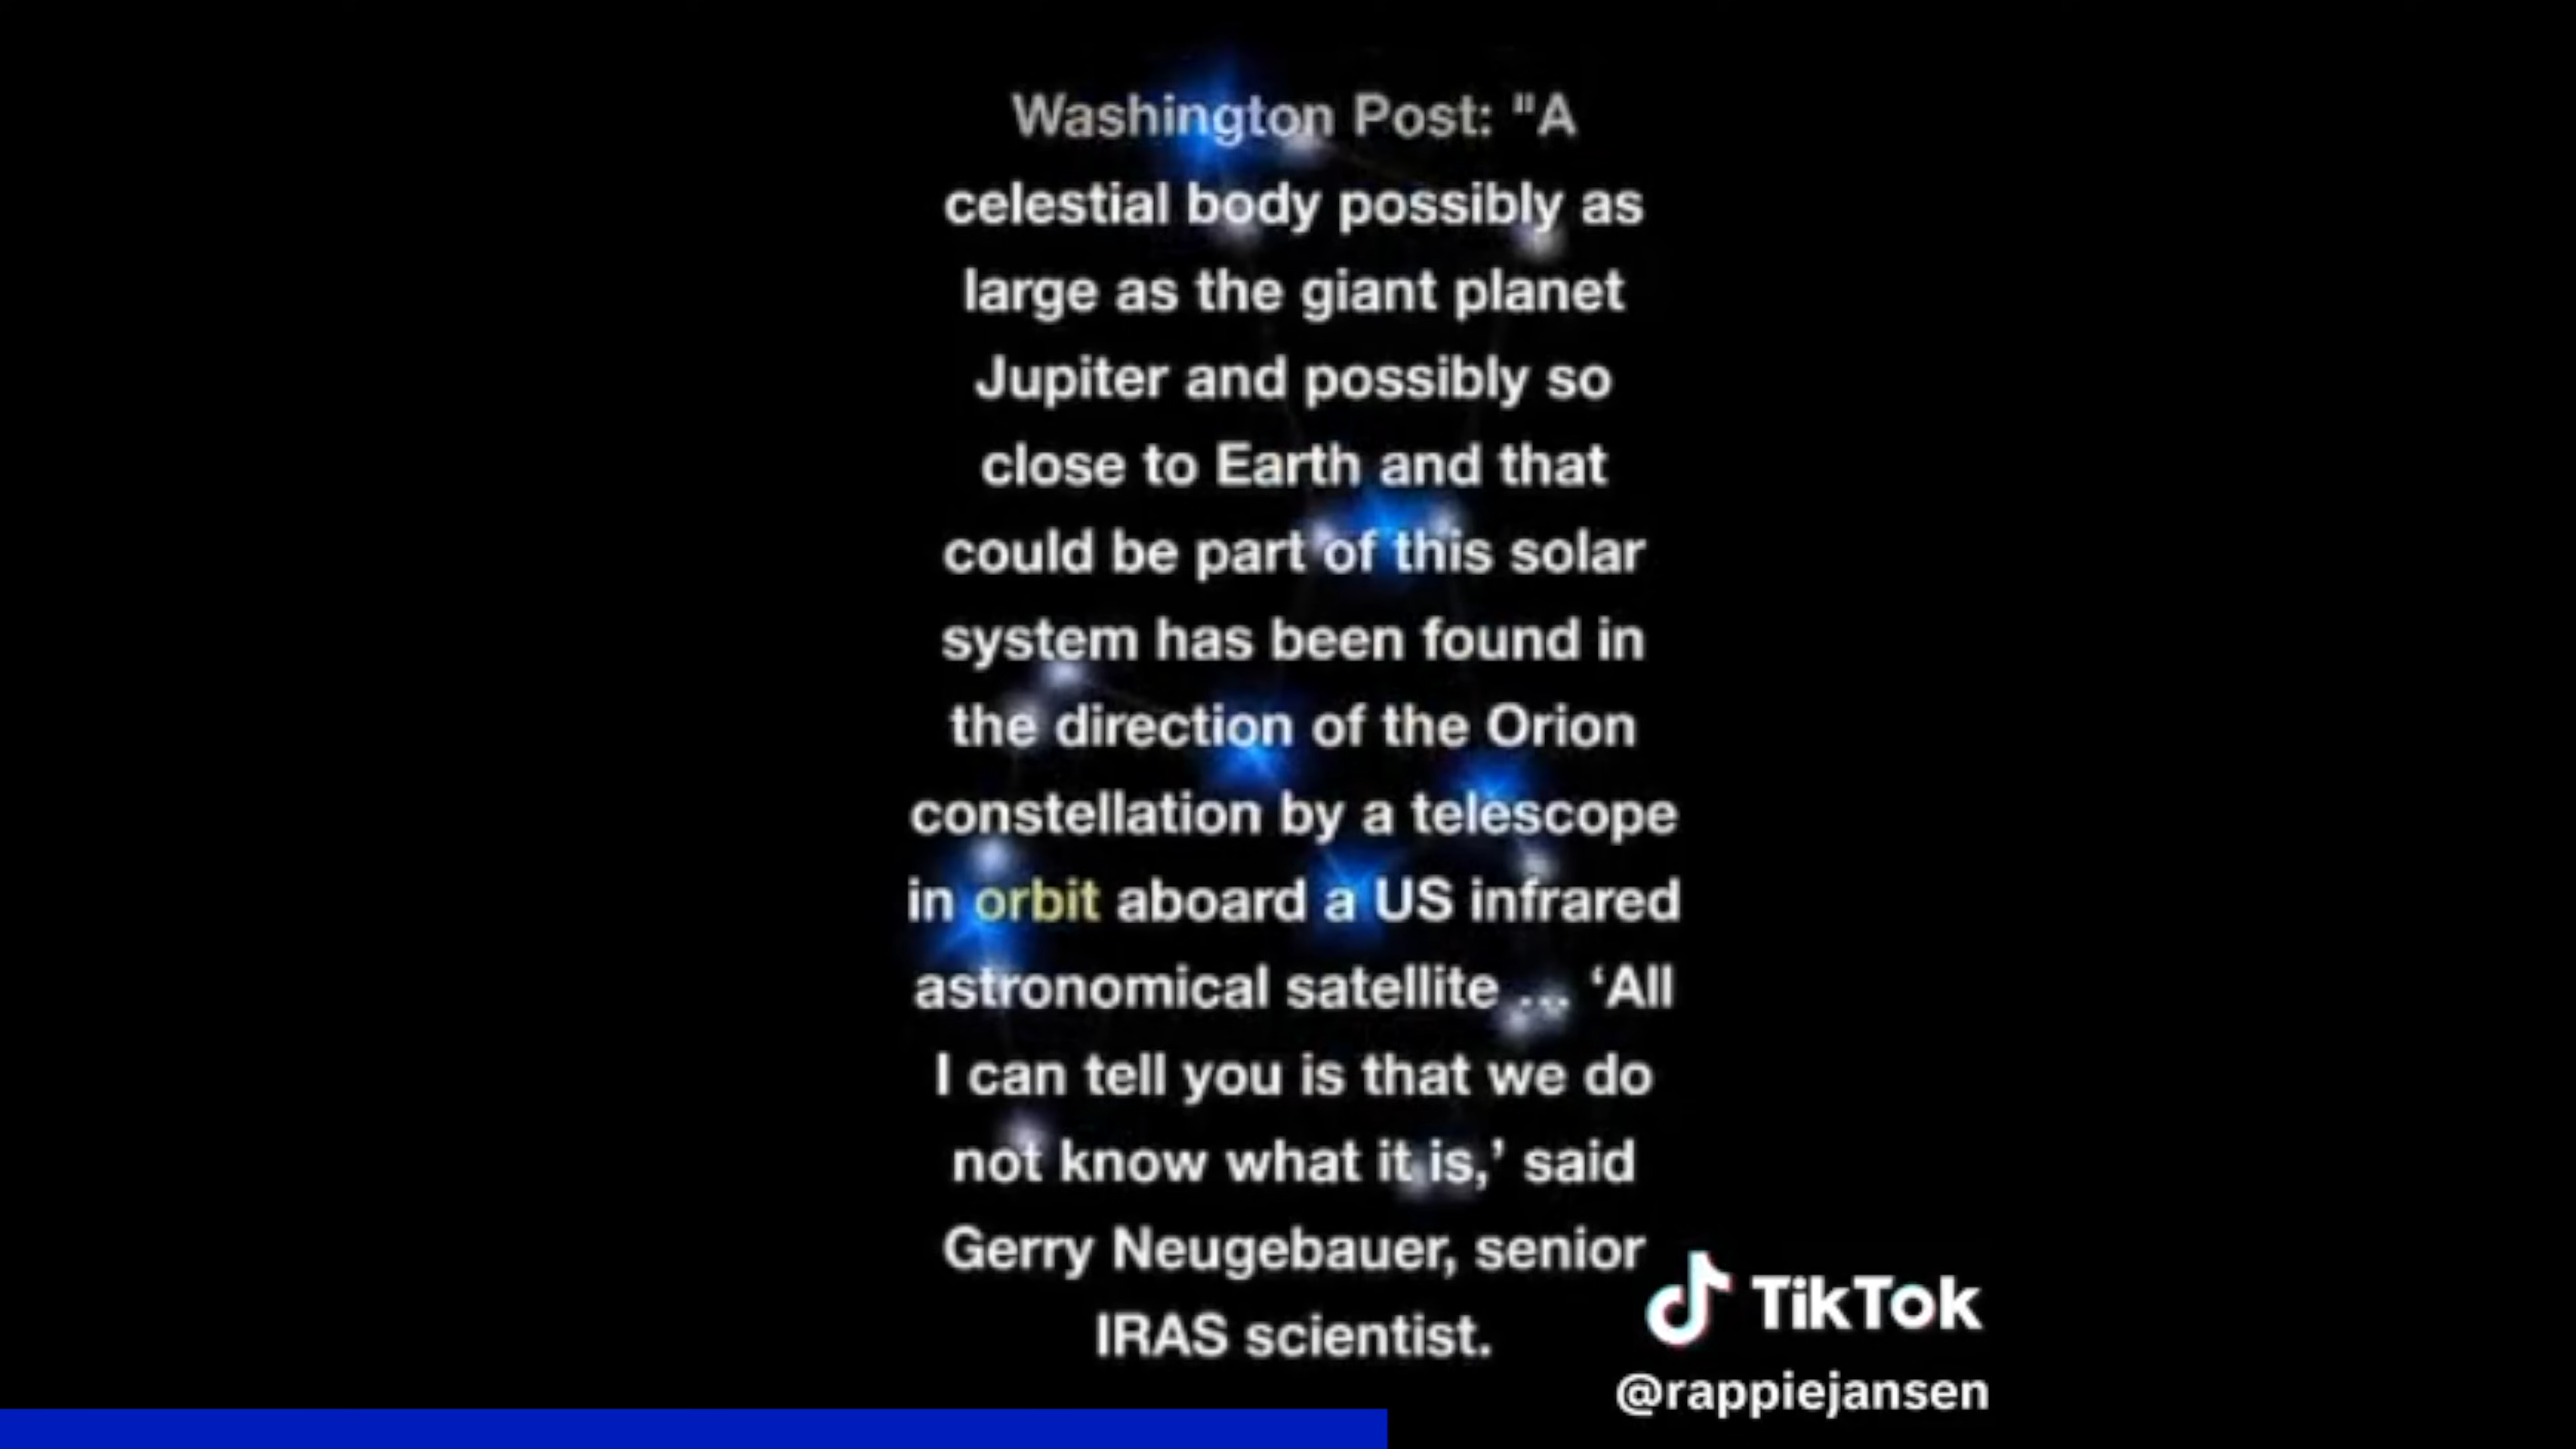 Washington Post: "A
celestial body possibly as
large as the giant planet
Jupiter and possibly so
close to Earth and that
could be part of this solar
system has been found in
the direction of the Orion
constellation by a telescope
in orbit aboard a US infrared
astronomical satellite ... ‘All
I can tell you is that we do
not know what it is,’ said
Gerry Neugebauer, senior
IRAS scientist.
TikTok
@rappiejansen